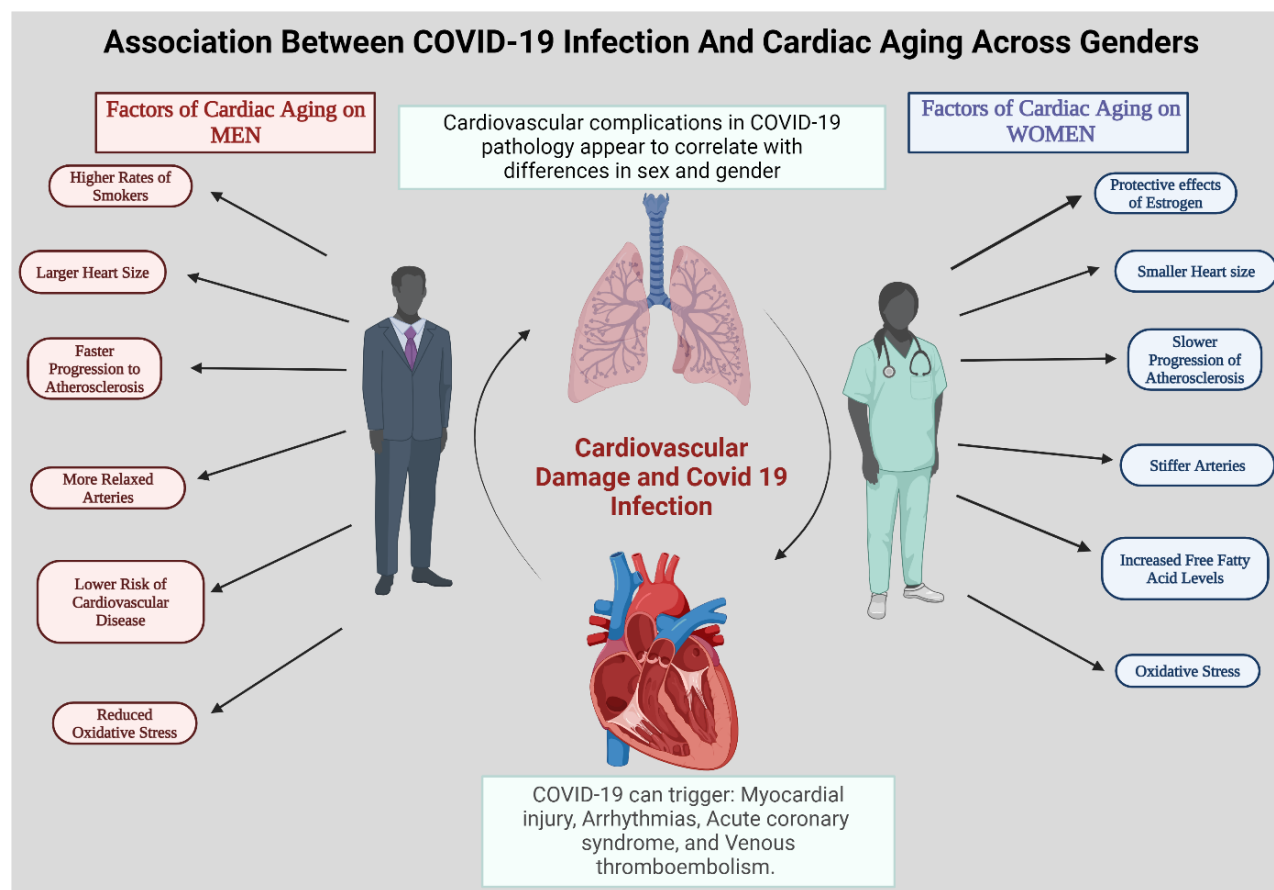 Association Between COVID-19 Infection And Cardiac Aging Across Genders
Factors of Cardiac Aging on
MEN
Higher Rates of
Smokers
Larger Heart Size
Faster
Progression to
Atherosclerosis
More Relaxed
Arteries
Lower Risk of
Cardiovascular
Disease
Reduced
Oxidative Stress
Cardiovascular complications in COVID-19
pathology appear to correlate with
differences in sex and gender
Cardiovascular
Damage and Covid 19
Infection
COVID-19 can trigger: Myocardial
injury, Arrhythmias, Acute coronary
syndrome, and Venous
thromboembolism.
Factors of Cardiac Aging on
WOMEN
Protective effects
of Estrogen
Smaller Heart size
Slower
Progression of
Atherosclerosis
Stiffer Arteries
Increased Free Fatty
Acid Levels
Oxidative Stress